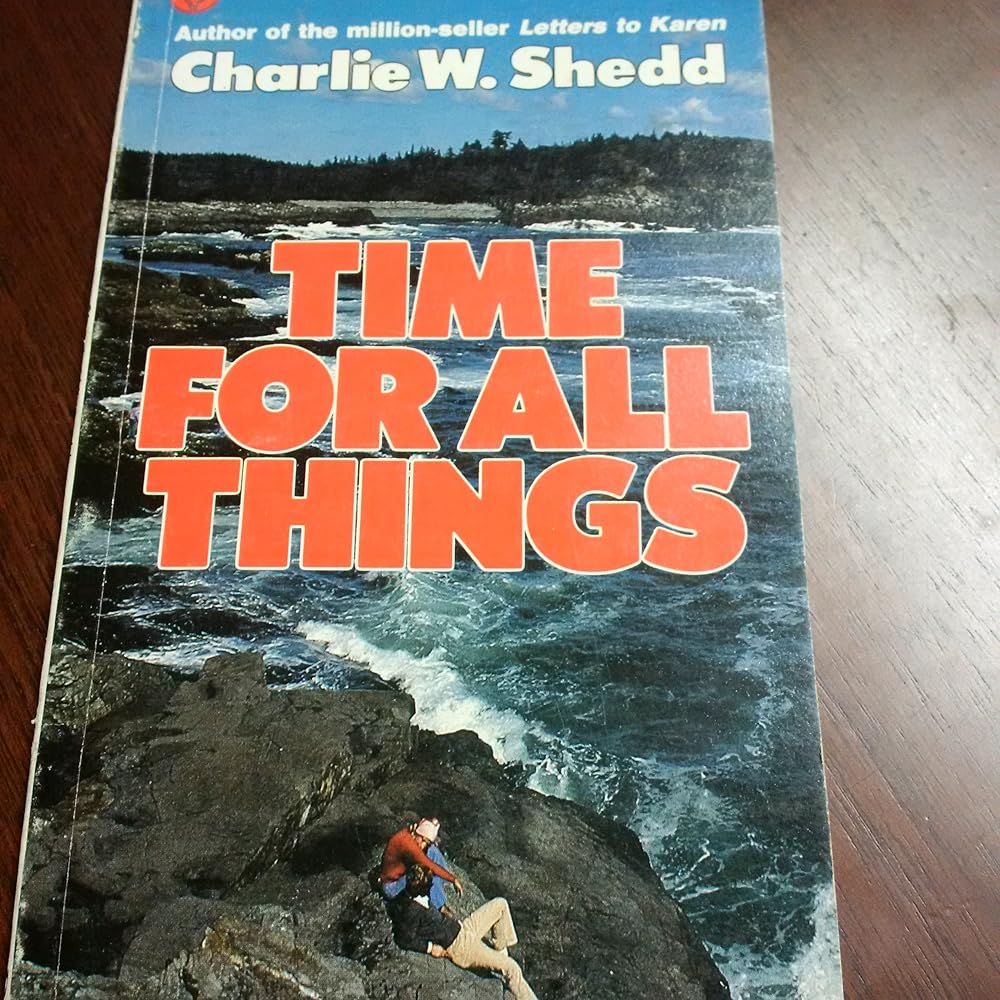 Author of the million-seller Letters to Karen
Charlie W. Shedd
TIME
FOR ALL
THINGS